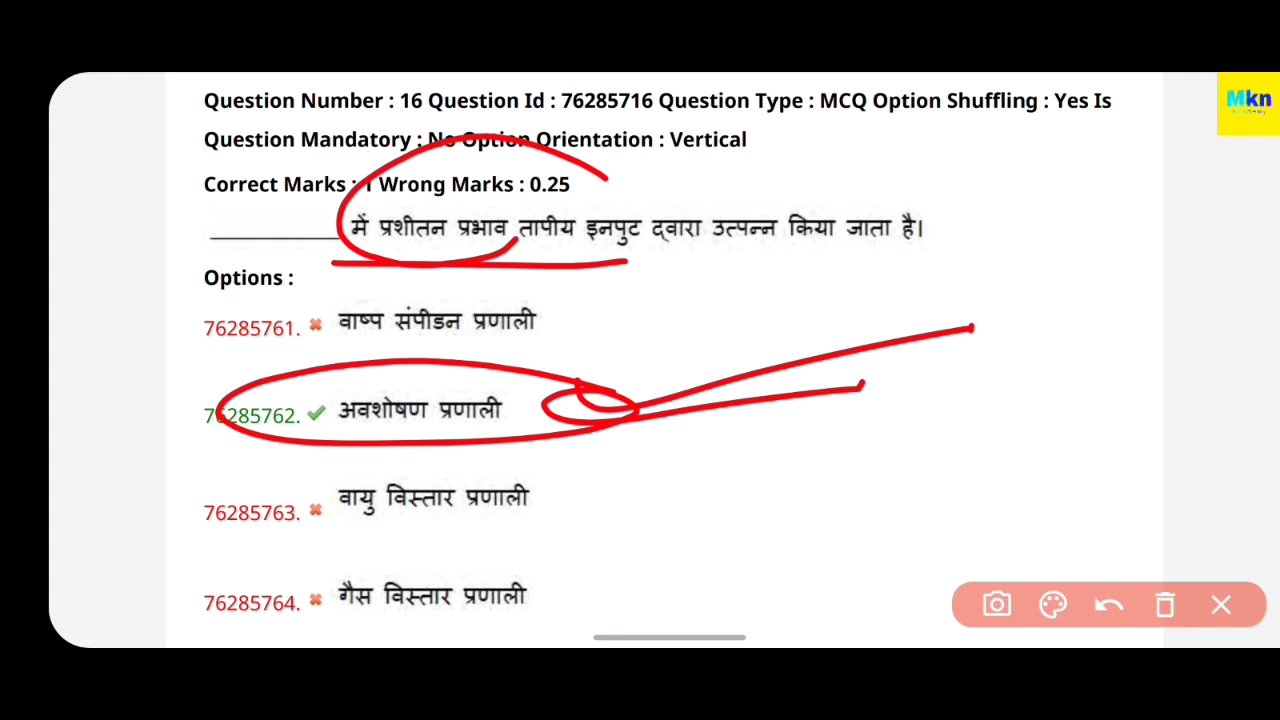 Mkn
Academy
Question Number : 16 Question Id : 76285716 Question Type : MCQ Option Shuffling : Yes Is
Question Mandatory : No Option Orientation : Vertical
Correct Marks : 1 Wrong Marks : 0.25
____________ में प्रशीतन प्रभाव तापीय इनपुट द्वारा उत्पन्न किया जाता है।
Options :
76285761. वाष्प संपीडन प्रणाली
76285762. अवशोषण प्रणाली
76285763. वायु विस्तार प्रणाली
76285764. गैस विस्तार प्रणाली